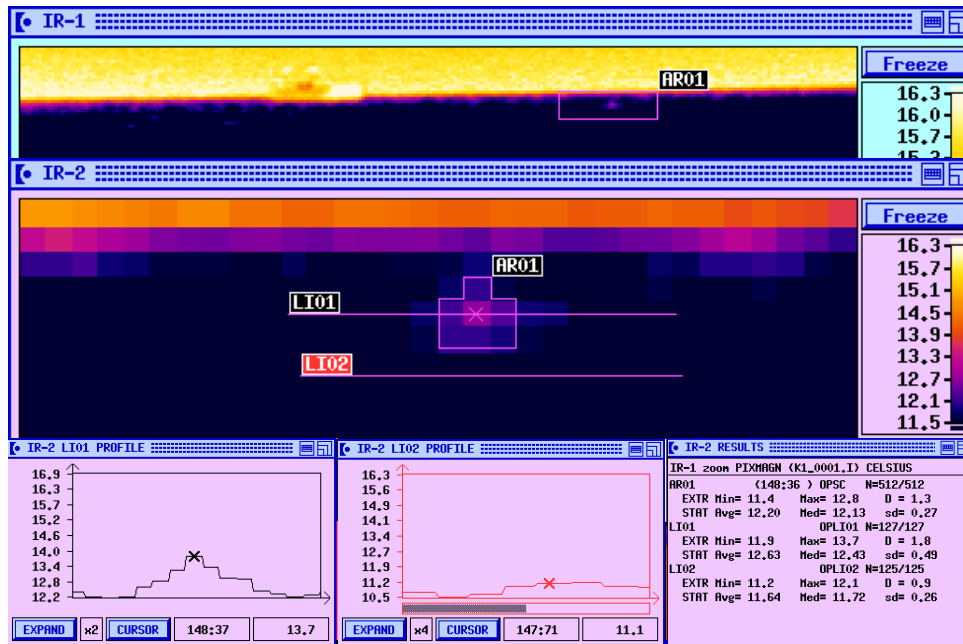 IR-1
AR01
Freeze
16.3
16.0
15.7
15.3
IR-2
Freeze
AR01
LI01
LI02
16.3
15.7
15.1
14.5
13.9
13.3
12.7
12.1
11.5
IR-2 LI01 PROFILE
16.9
16.3
15.7
15.2
14.6
14.0
13.4
12.8
12.2
EXPAND x2 CURSOR 148:37 13.7
IR-2 LI02 PROFILE
16.3
15.6
14.9
14.1
13.4
12.7
11.9
11.2
10.5
EXPAND x4 CURSOR 147:71 11.1
IR-2 RESULTS
IR-1 zoom PIXMAGN (K1_0001.I) CELSIUS
AR01 (148:36 ) OPSC N=512/512
EXTR Min= 11.4 Max= 12.8 D = 1.3
STAT Avg= 12.20 Med= 12.13 sd= 0.27
LI01 OPLI01 N=127/127
EXTR Min= 11.9 Max= 13.7 D = 1.8
STAT Avg= 12.63 Med= 12.43 sd= 0.49
LI02 OPLI02 N=125/125
EXTR Min= 11.2 Max= 12.1 D = 0.9
STAT Avg= 11.64 Med= 11.72 sd= 0.26